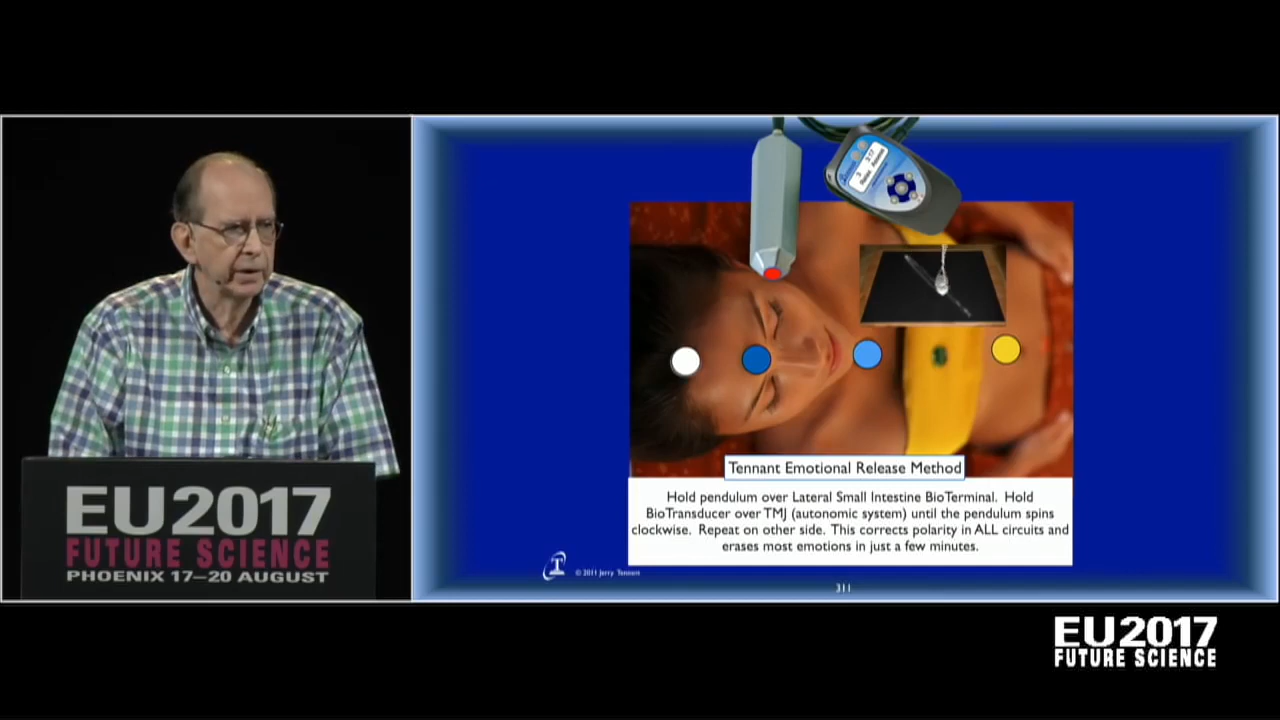 EU2017
FUTURE SCIENCE
PHOENIX 17–20 AUGUST
Tennant Emotional Release Method
Hold pendulum over Lateral Small Intestine BioTerminal. Hold
BioTransducer over TMJ (autonomic system) until the pendulum spins
clockwise. Repeat on other side. This corrects polarity in ALL circuits and
erases most emotions in just a few minutes.
T
© 2011 Jerry Tennant
311
EU2017
FUTURE SCIENCE